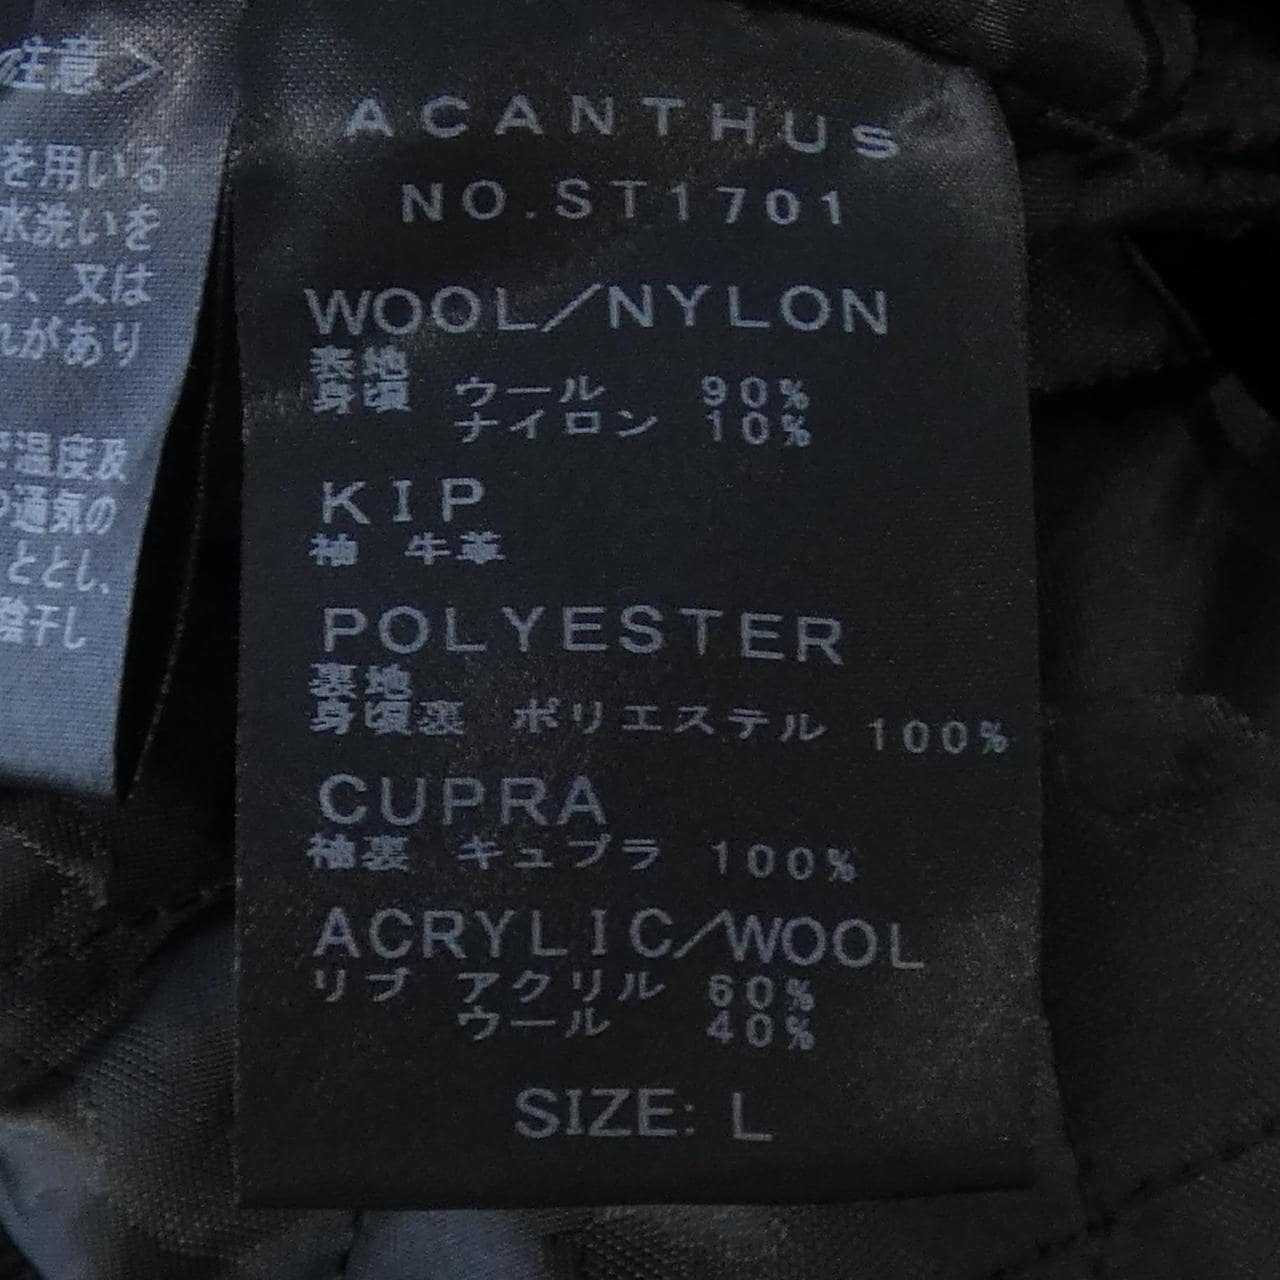 注意>
を用いる
水洗いを
ち、又は
れがあり
温度及
や通気の
ととし、
陰干し
ACANTHUS
NO.ST1701
WOOL/NYLON
表地
身頃 ウール 90%
ナイロン 10%
KIP
袖 牛革
POLYESTER
裏地
身頃裏 ポリエステル 100%
CUPRA
袖裏 キュプラ 100%
ACRYLIC/WOOL
リブ アクリル 60%
ウール 40%
SIZE: L